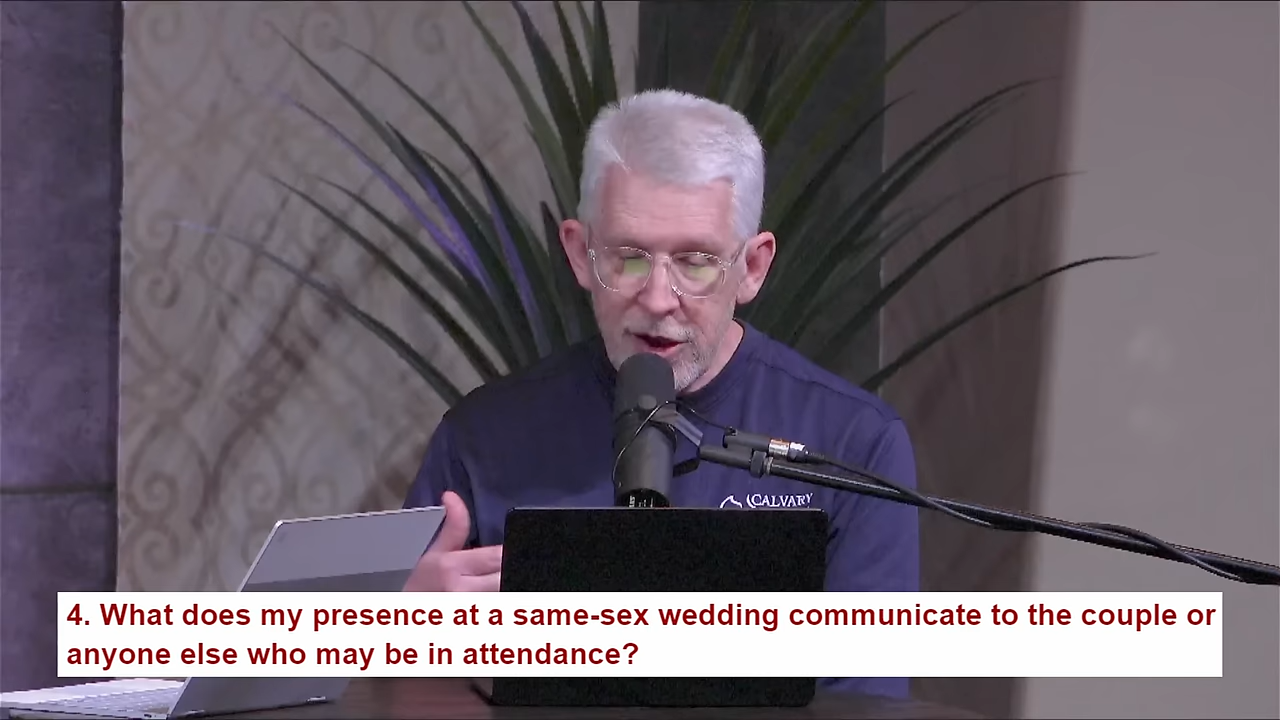 CALVARY
4. What does my presence at a same-sex wedding communicate to the couple or
anyone else who may be in attendance?